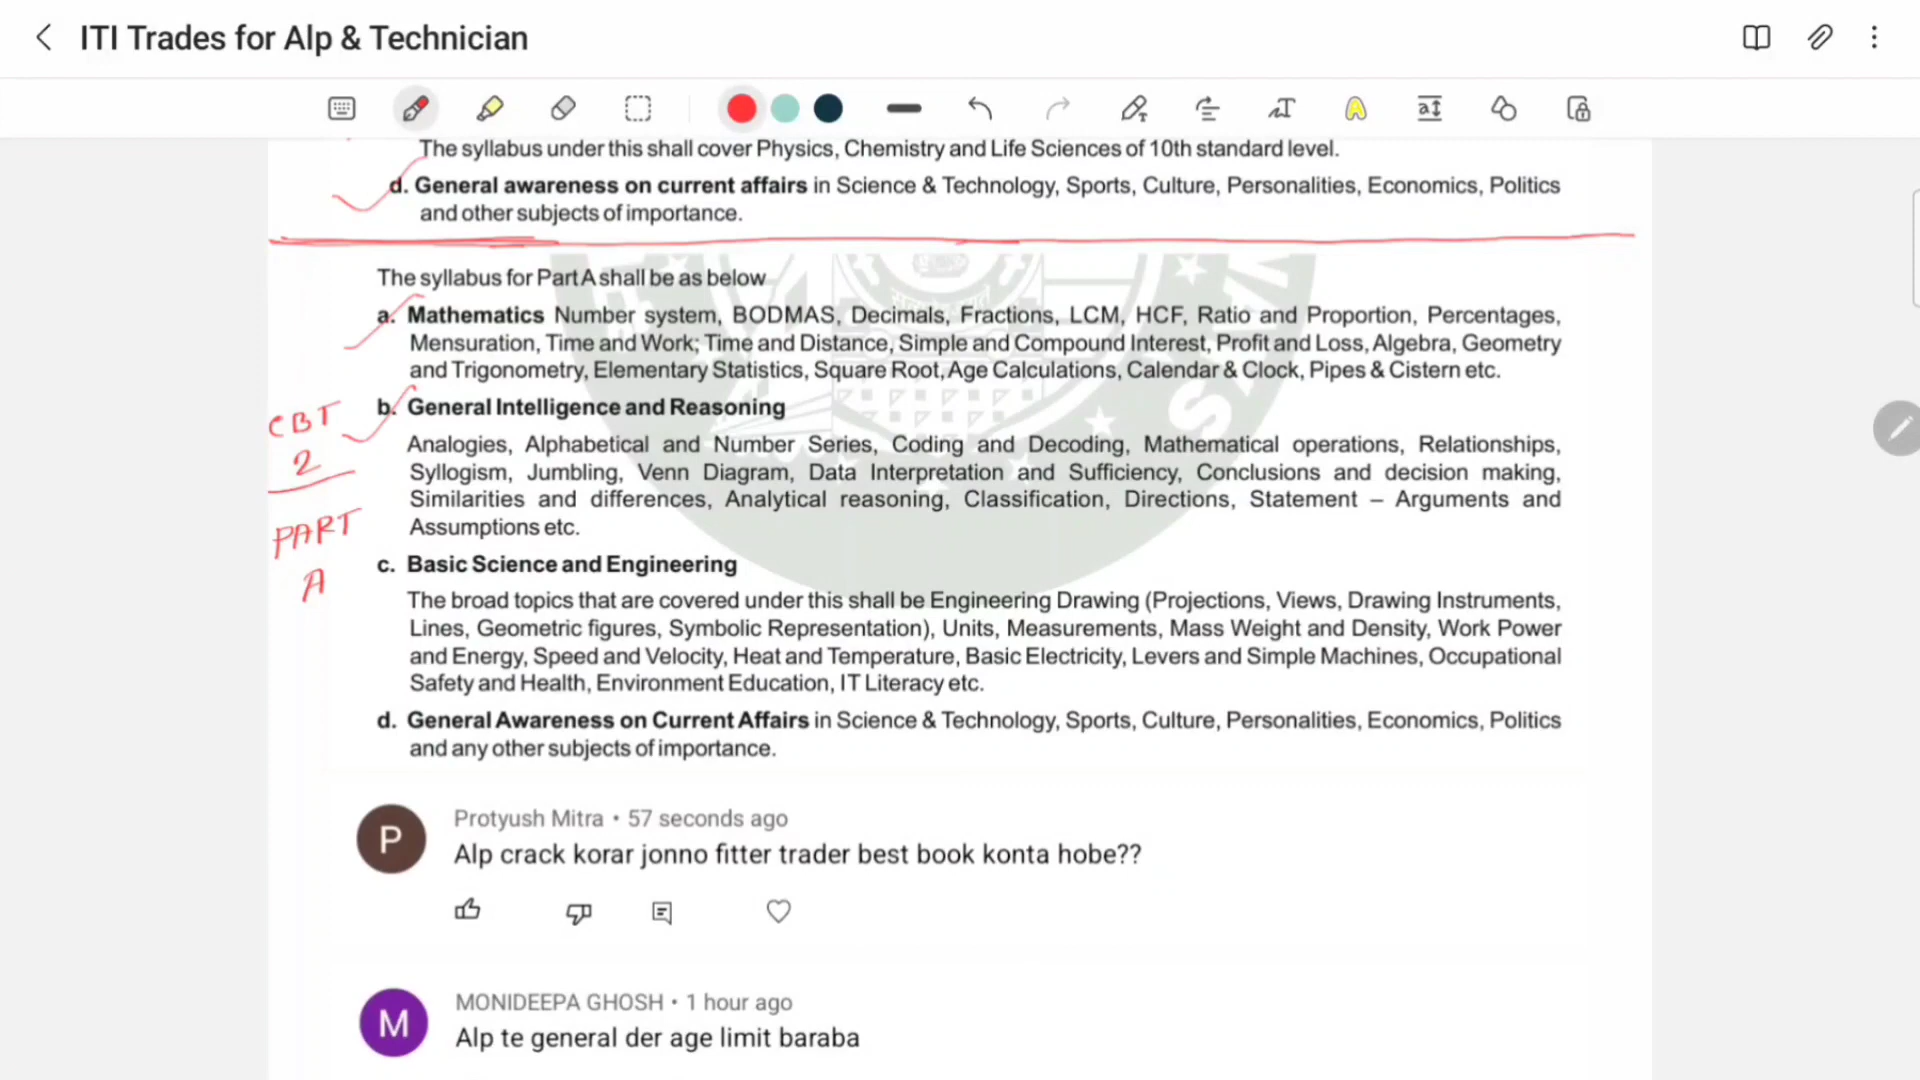 ITI Trades for Alp & Technician
The syllabus under this shall cover Physics, Chemistry and Life Sciences of 10th standard level.
d. General awareness on current affairs in Science & Technology, Sports, Culture, Personalities, Economics, Politics
and other subjects of importance.
The syllabus for Part A shall be as below
a. Mathematics Number system, BODMAS, Decimals, Fractions, LCM, HCF, Ratio and Proportion, Percentages,
Mensuration, Time and Work; Time and Distance, Simple and Compound Interest, Profit and Loss, Algebra, Geometry
and Trigonometry, Elementary Statistics, Square Root, Age Calculations, Calendar & Clock, Pipes & Cistern etc.
CBT
2
PART
A
b. General Intelligence and Reasoning
Analogies, Alphabetical and Number Series, Coding and Decoding, Mathematical operations, Relationships,
Syllogism, Jumbling, Venn Diagram, Data Interpretation and Sufficiency, Conclusions and decision making,
Similarities and differences, Analytical reasoning, Classification, Directions, Statement – Arguments and
Assumptions etc.
c. Basic Science and Engineering
The broad topics that are covered under this shall be Engineering Drawing (Projections, Views, Drawing Instruments,
Lines, Geometric figures, Symbolic Representation), Units, Measurements, Mass Weight and Density, Work Power
and Energy, Speed and Velocity, Heat and Temperature, Basic Electricity, Levers and Simple Machines, Occupational
Safety and Health, Environment Education, IT Literacy etc.
d. General Awareness on Current Affairs in Science & Technology, Sports, Culture, Personalities, Economics, Politics
and any other subjects of importance.
P
Protyush Mitra • 57 seconds ago
Alp crack korar jonno fitter trader best book konta hobe??
M
MONIDEEPA GHOSH • 1 hour ago
Alp te general der age limit baraba